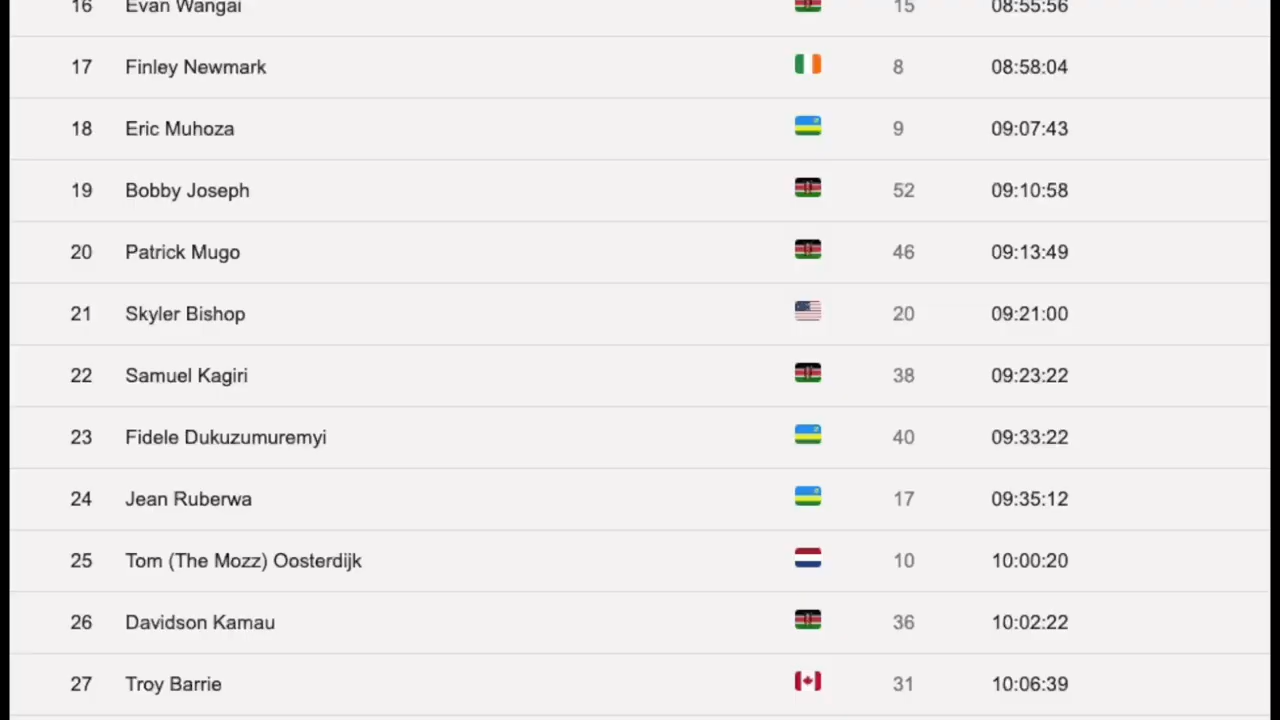 16 Evan Wangai 15 08:55:56
17 Finley Newmark 8 08:58:04
18 Eric Muhoza 9 09:07:43
19 Bobby Joseph 52 09:10:58
20 Patrick Mugo 46 09:13:49
21 Skyler Bishop 20 09:21:00
22 Samuel Kagiri 38 09:23:22
23 Fidele Dukuzumuremyi 40 09:33:22
24 Jean Ruberwa 17 09:35:12
25 Tom (The Mozz) Oosterdijk 10 10:00:20
26 Davidson Kamau 36 10:02:22
27 Troy Barrie 31 10:06:39